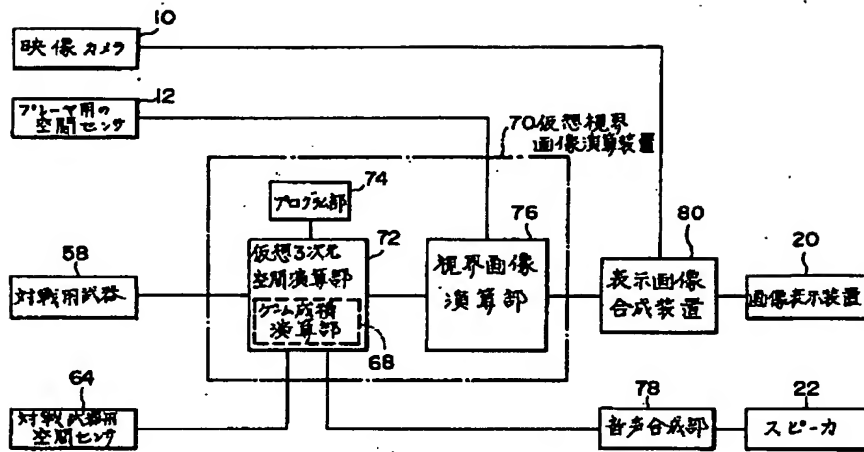 10
映像カメラ
12
プレーヤ用の
空間センサ
70 仮想視界
画像演算装置
74
プログラム部
72
仮想3次元
空間演算部
ゲーム成積
演算部
68
76
視界画像
演算部
80
表示画像
合成装置
20
画像表示装置
58
対戦用武器
64
対戦武器用
空間センサ
78
音声合成部
22
スピーカ